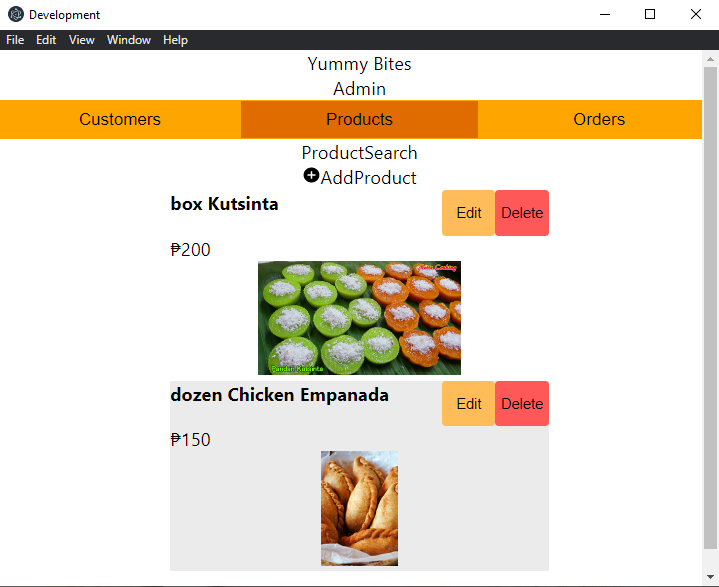 Development
File Edit View Window Help
Yummy Bites
Admin
Customers Products Orders
ProductSearch
AddProduct
box Kutsinta Edit Delete
₱200
Pandan Kutsinta
dozen Chicken Empanada Edit Delete
₱150